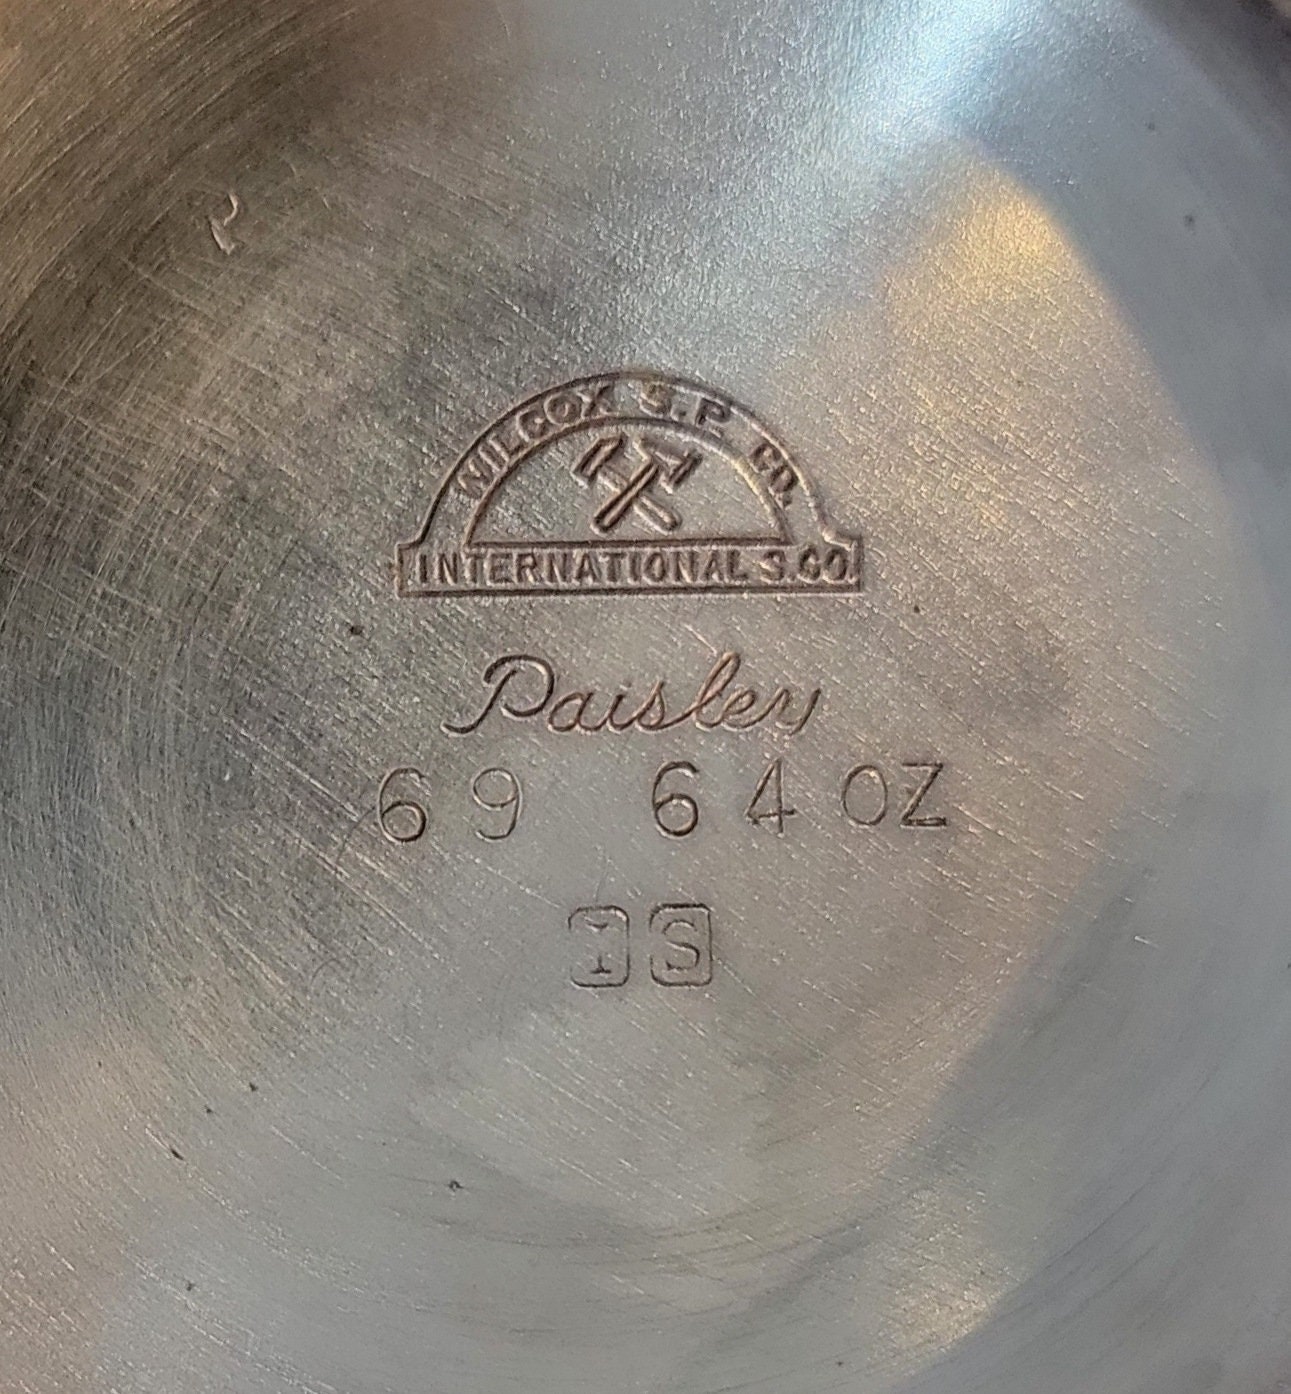 WILCOX S.P. CO.
INTERNATIONAL S.CO.
Paisley
69 64 OZ
IS